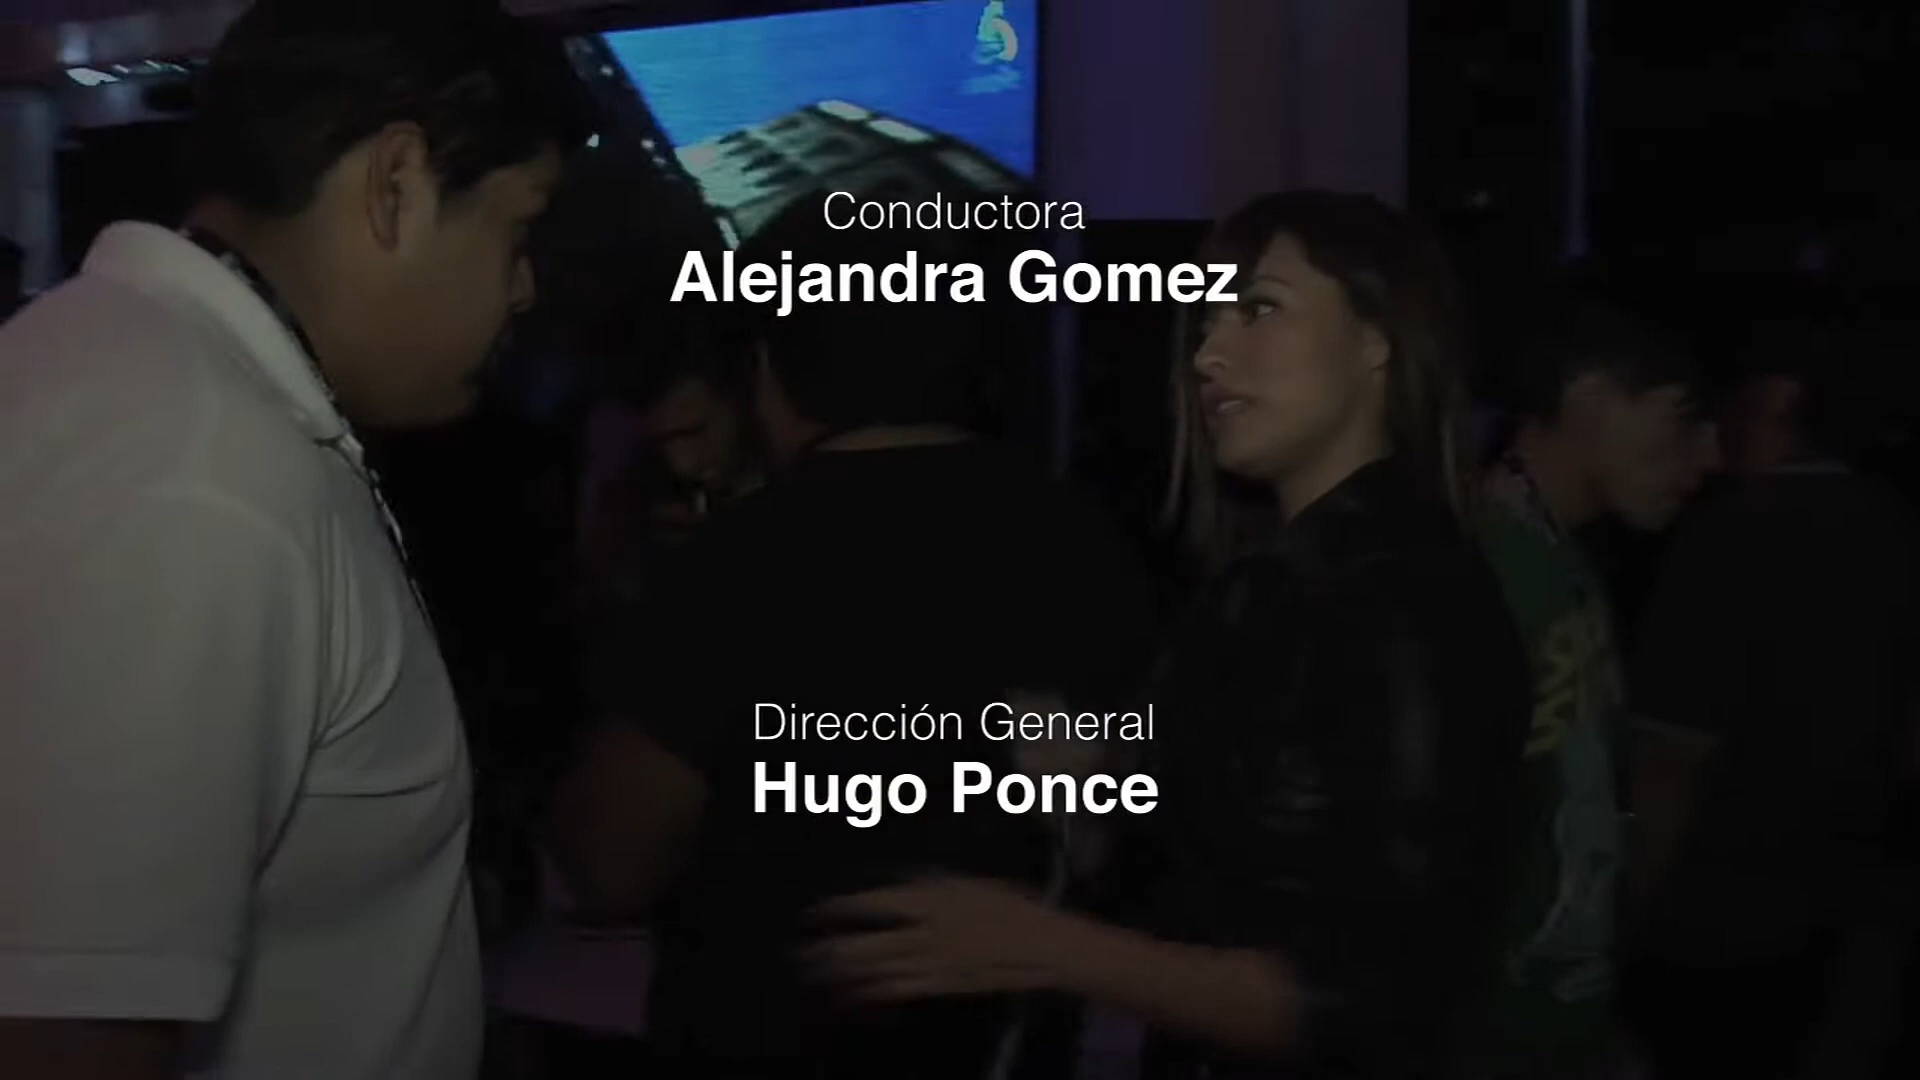 Conductora
Alejandra Gomez
Dirección General
Hugo Ponce